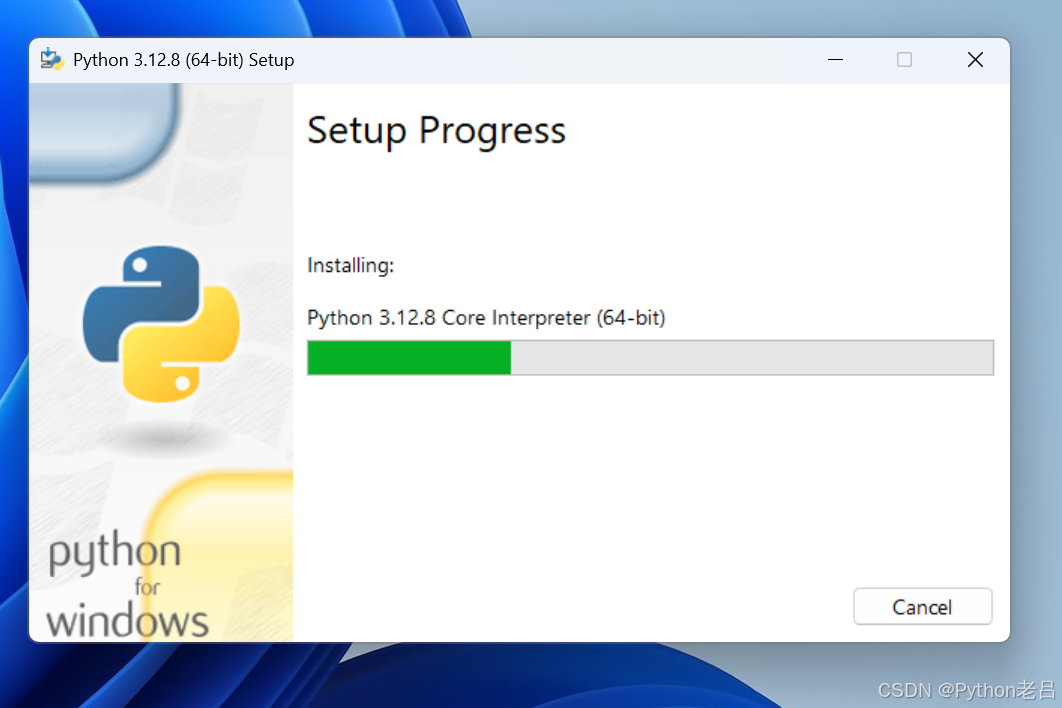 Python 3.12.8 (64-bit) Setup
Setup Progress
Installing:
Python 3.12.8 Core Interpreter (64-bit)
python
for
windows
Cancel
CSDN @Python老吕